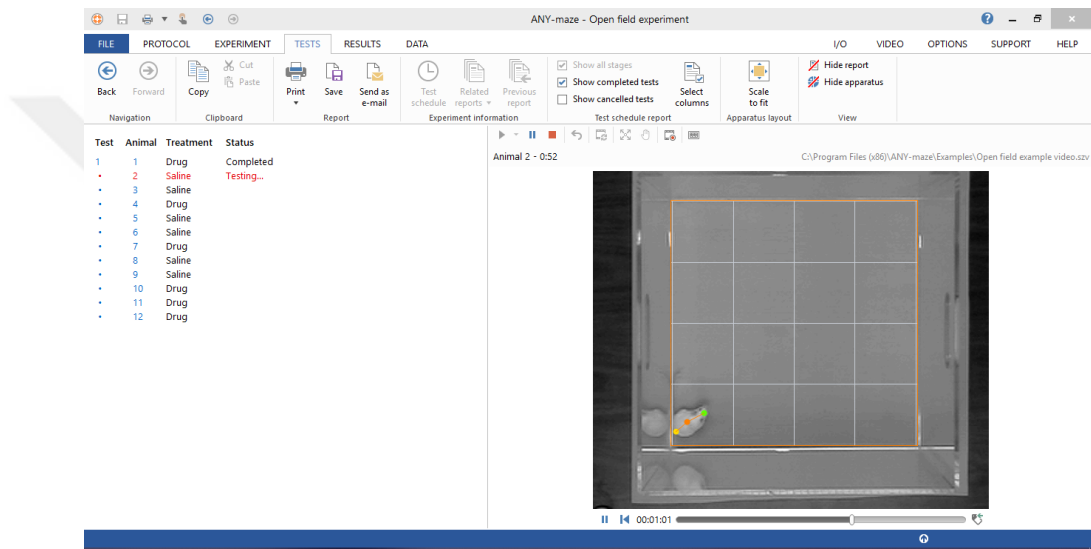 ANY-maze - Open field experiment
FILE PROTOCOL EXPERIMENT TESTS RESULTS DATA I/O VIDEO OPTIONS SUPPORT HELP
Back Forward Copy Cut Paste Print Save Send as e-mail Test schedule Related reports Previous report Show all stages Show completed tests Show cancelled tests Select columns Scale to fit Hide report Hide apparatus
Navigation Clipboard Report Experiment information Test schedule report Apparatus layout View
Test Animal Treatment Status
1 1 Drug Completed
2 Saline Testing...
3 Saline
4 Drug
5 Saline
6 Saline
7 Drug
8 Saline
9 Saline
10 Drug
11 Drug
12 Drug
Animal 2 - 0:52 C:\Program Files (x86)\ANY-maze\Examples\Open field example video.szv
00:01:01